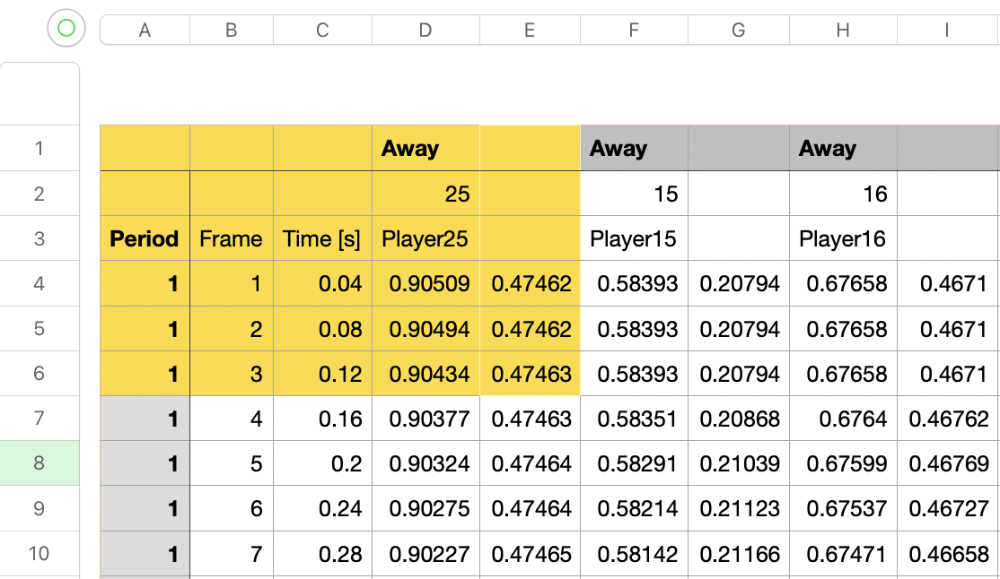 A B C D E F G H I
1 Away Away Away
2 25 15 16
3 Period Frame Time [s] Player25 Player15 Player16
4 1 1 0.04 0.90509 0.47462 0.58393 0.20794 0.67658 0.4671
5 1 2 0.08 0.90494 0.47462 0.58393 0.20794 0.67658 0.4671
6 1 3 0.12 0.90434 0.47463 0.58393 0.20794 0.67658 0.4671
7 1 4 0.16 0.90377 0.47463 0.58351 0.20868 0.6764 0.46762
8 1 5 0.2 0.90324 0.47464 0.58291 0.21039 0.67599 0.46769
9 1 6 0.24 0.90275 0.47464 0.58214 0.21123 0.67537 0.46727
10 1 7 0.28 0.90227 0.47465 0.58142 0.21166 0.67471 0.46658